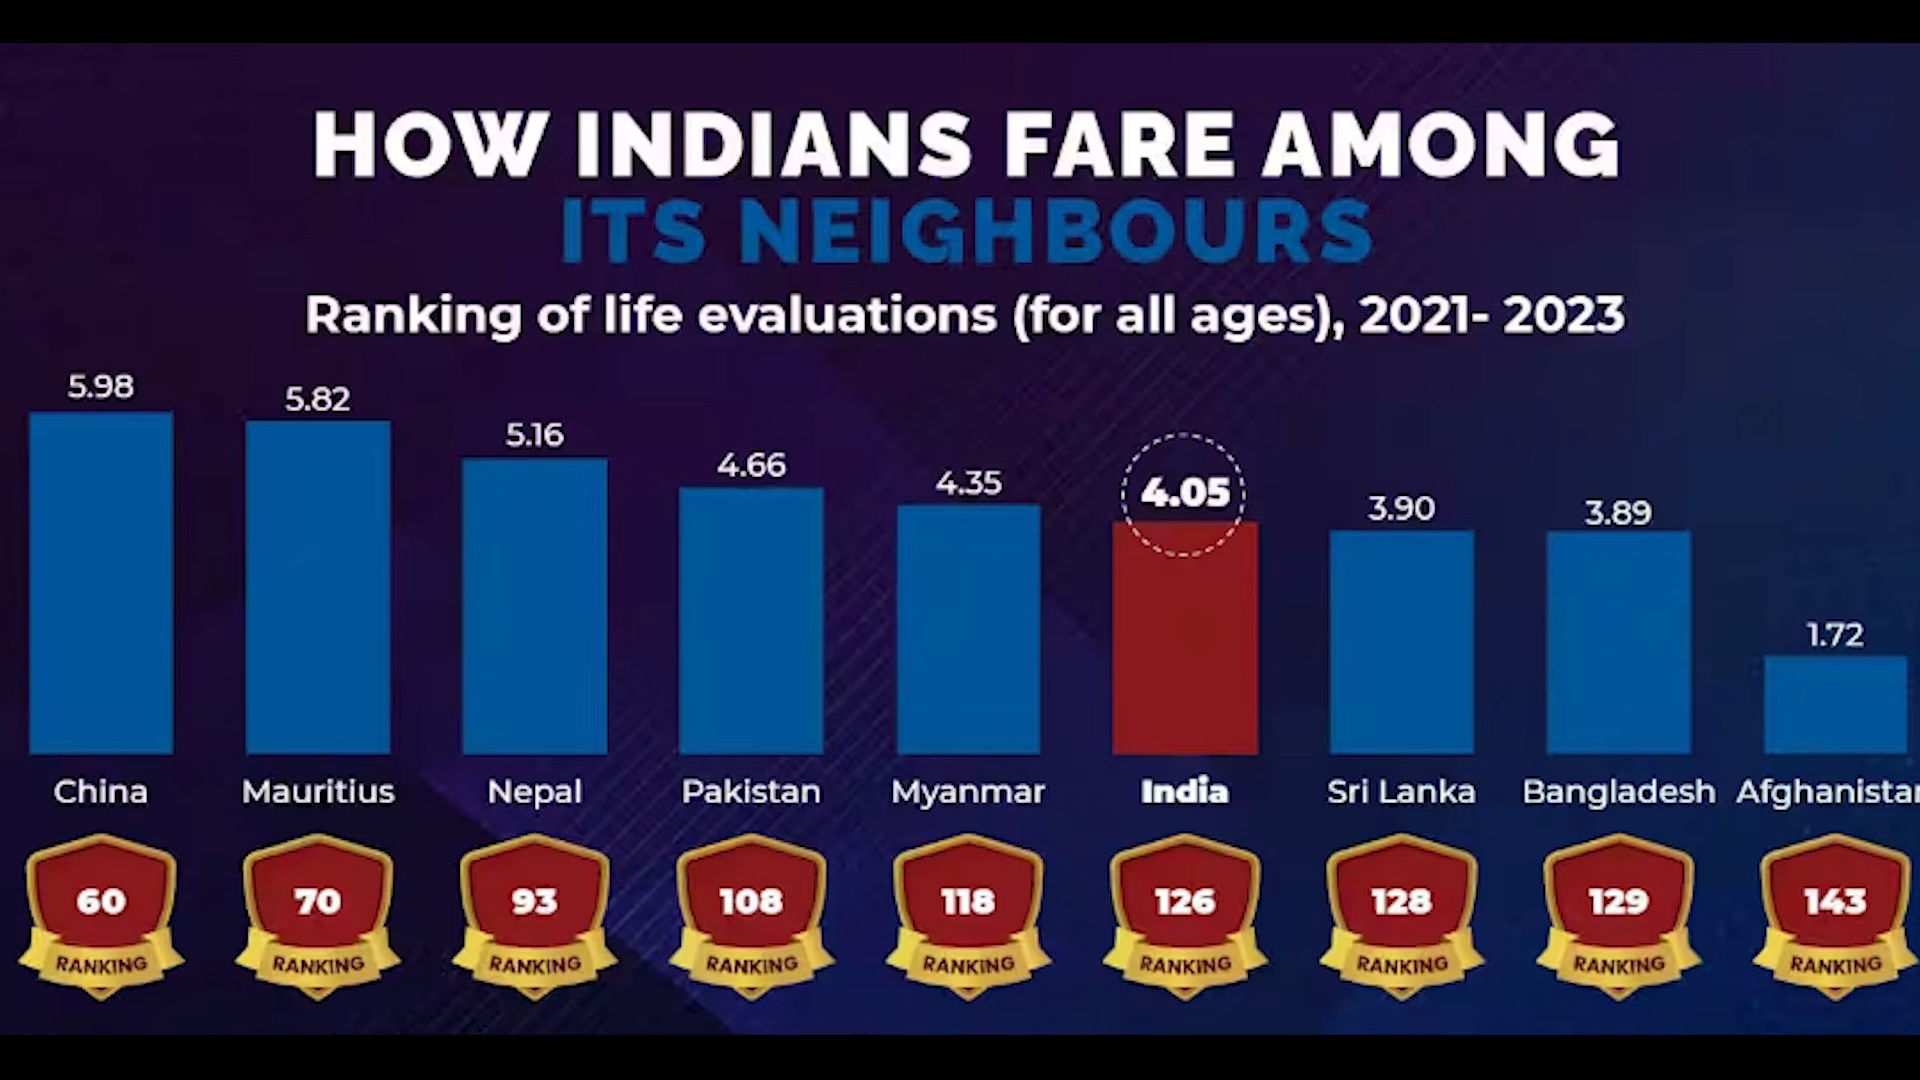 HOW INDIANS FARE AMONG
ITS NEIGHBOURS
Ranking of life evaluations (for all ages), 2021- 2023
5.98 5.82 5.16 4.66 4.35 4.05 3.90 3.89 1.72
China Mauritius Nepal Pakistan Myanmar India Sri Lanka Bangladesh Afghanistan
60 70 93 108 118 126 128 129 143
RANKING RANKING RANKING RANKING RANKING RANKING RANKING RANKING RANKING